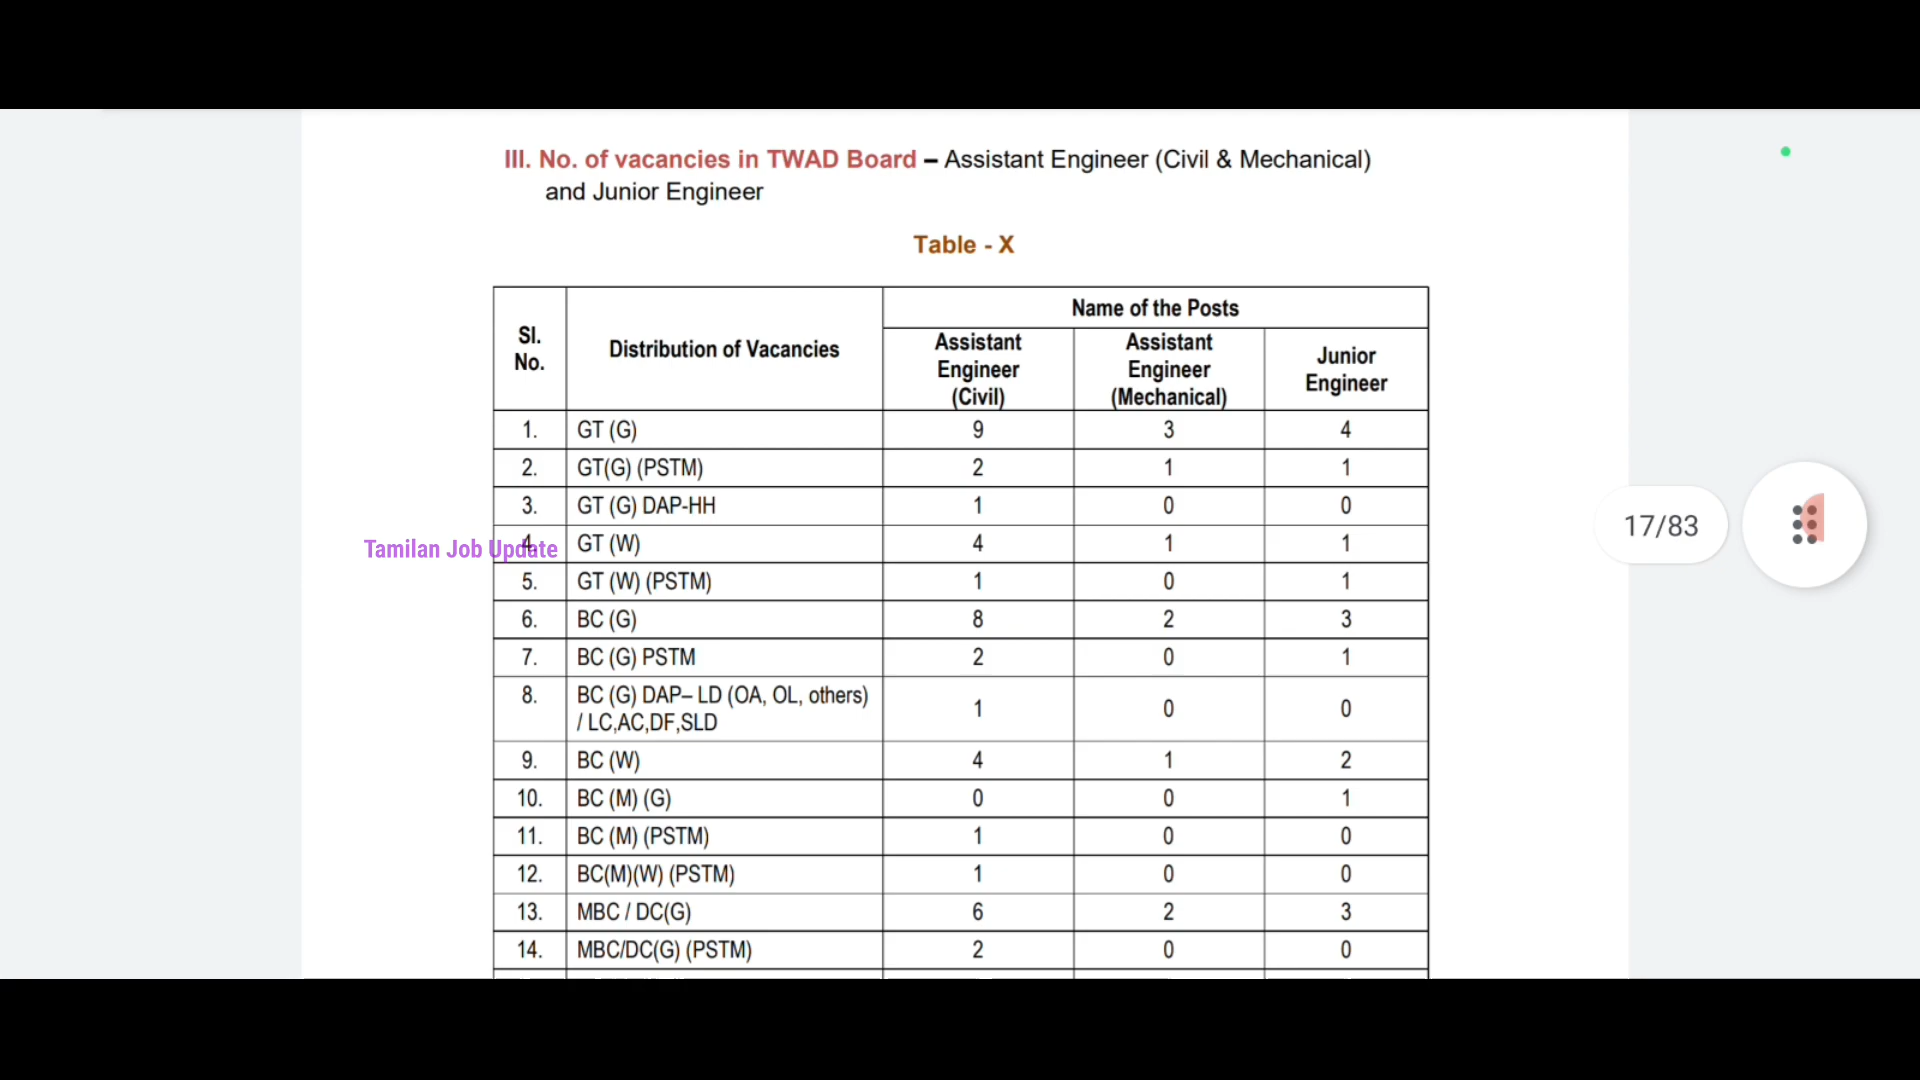 III. No. of vacancies in TWAD Board – Assistant Engineer (Civil & Mechanical)
and Junior Engineer
Table - X
Sl. No. Distribution of Vacancies Name of the Posts
Assistant Engineer (Civil) Assistant Engineer (Mechanical) Junior Engineer
1. GT (G) 9 3 4
2. GT(G) (PSTM) 2 1 1
3. GT (G) DAP-HH 1 0 0
4. GT (W) 4 1 1
Tamilan Job Update
17/83
5. GT (W) (PSTM) 1 0 1
6. BC (G) 8 2 3
7. BC (G) PSTM 2 0 1
8. BC (G) DAP– LD (OA, OL, others)
/ LC,AC,DF,SLD 1 0 0
9. BC (W) 4 1 2
10. BC (M) (G) 0 0 1
11. BC (M) (PSTM) 1 0 0
12. BC(M)(W) (PSTM) 1 0 0
13. MBC / DC(G) 6 2 3
14. MBC/DC(G) (PSTM) 2 0 0